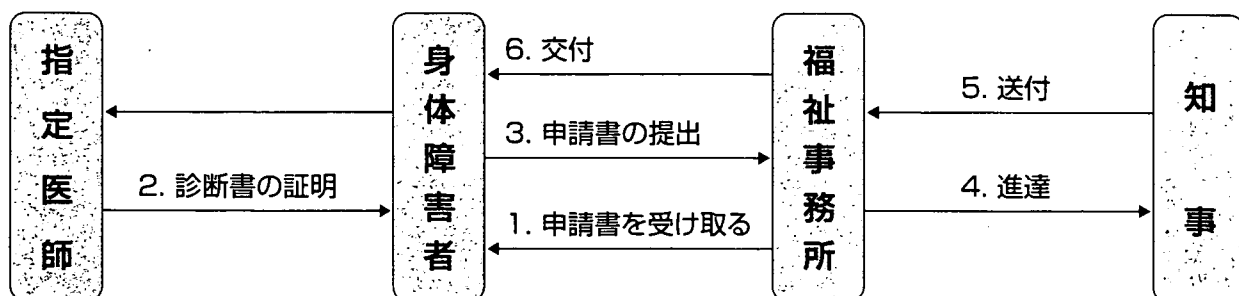 指定医師
身体障害者
福祉事務所
知事
6. 交付
5. 送付
3. 申請書の提出
2. 診断書の証明
4. 進達
1. 申請書を受け取る